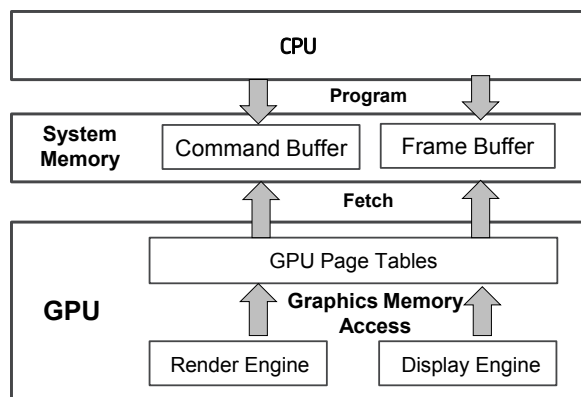 CPU
Program
System
Memory
Command Buffer
Frame Buffer
Fetch
GPU Page Tables
GPU
Graphics Memory
Access
Render Engine
Display Engine